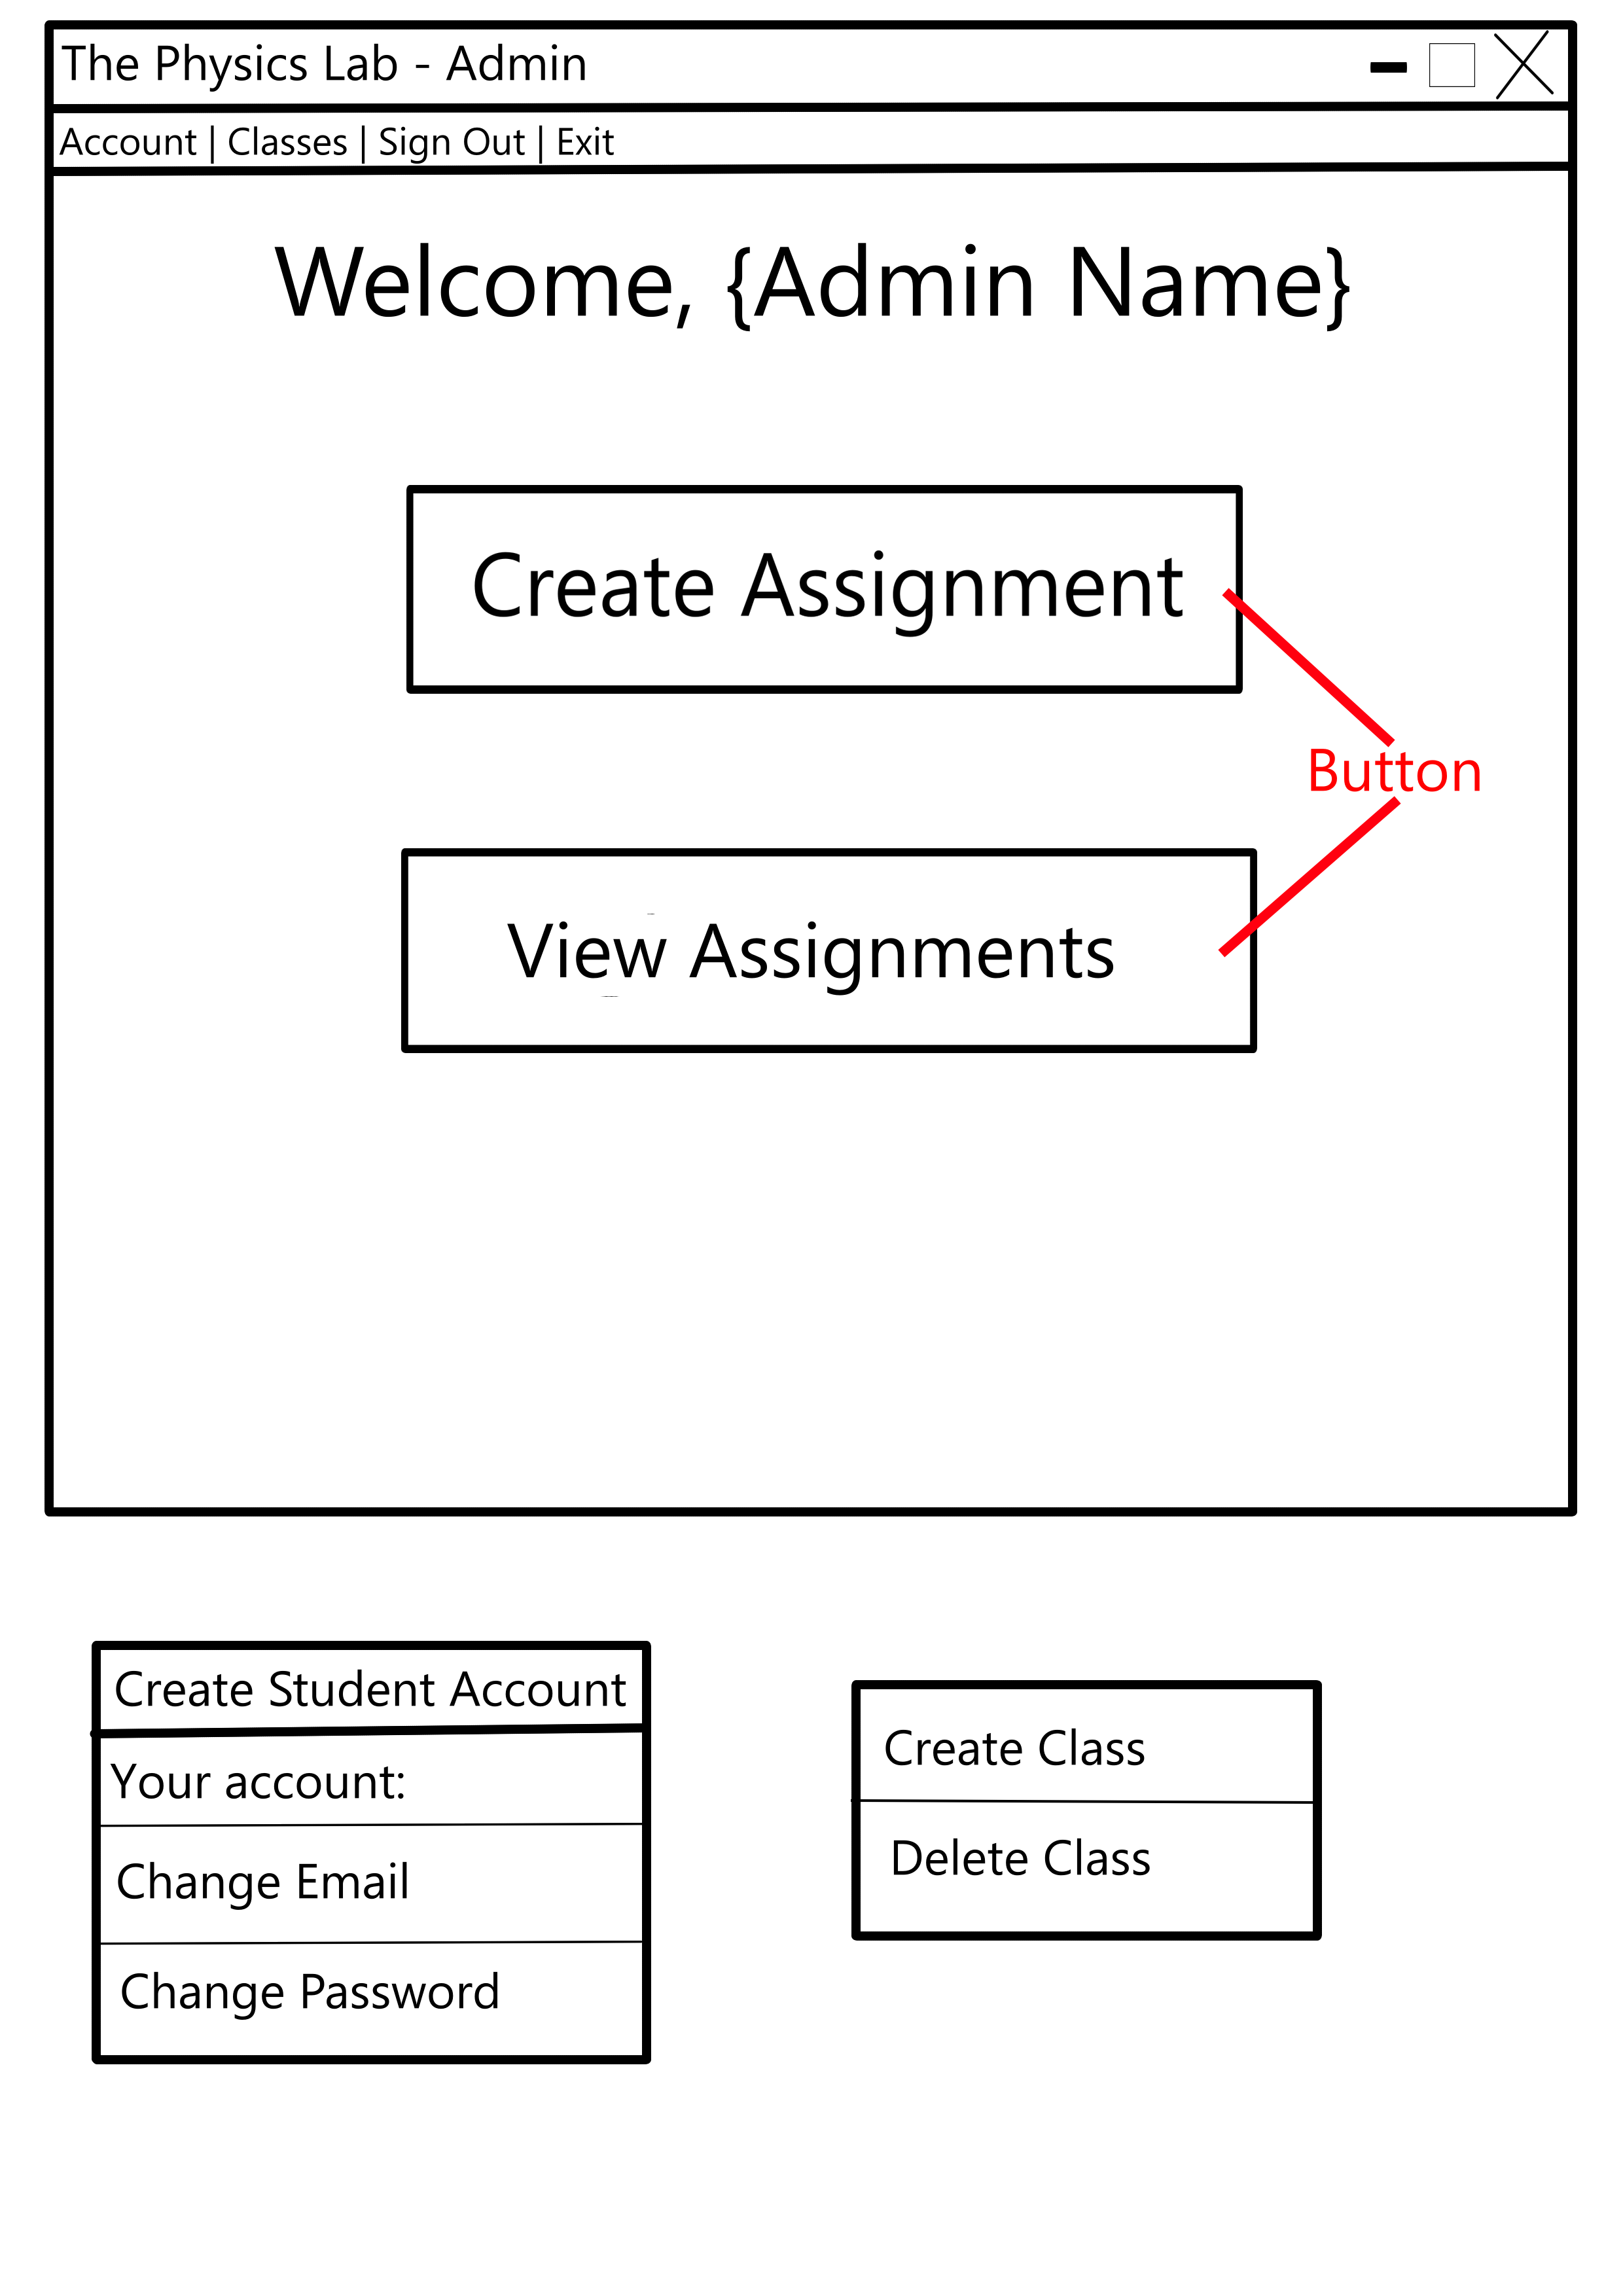 The Physics Lab - Admin
Account | Classes | Sign Out | Exit
Welcome, {Admin Name}
Create Assignment
Button
View Assignments
Create Student Account
Your account:
Change Email
Change Password
Create Class
Delete Class